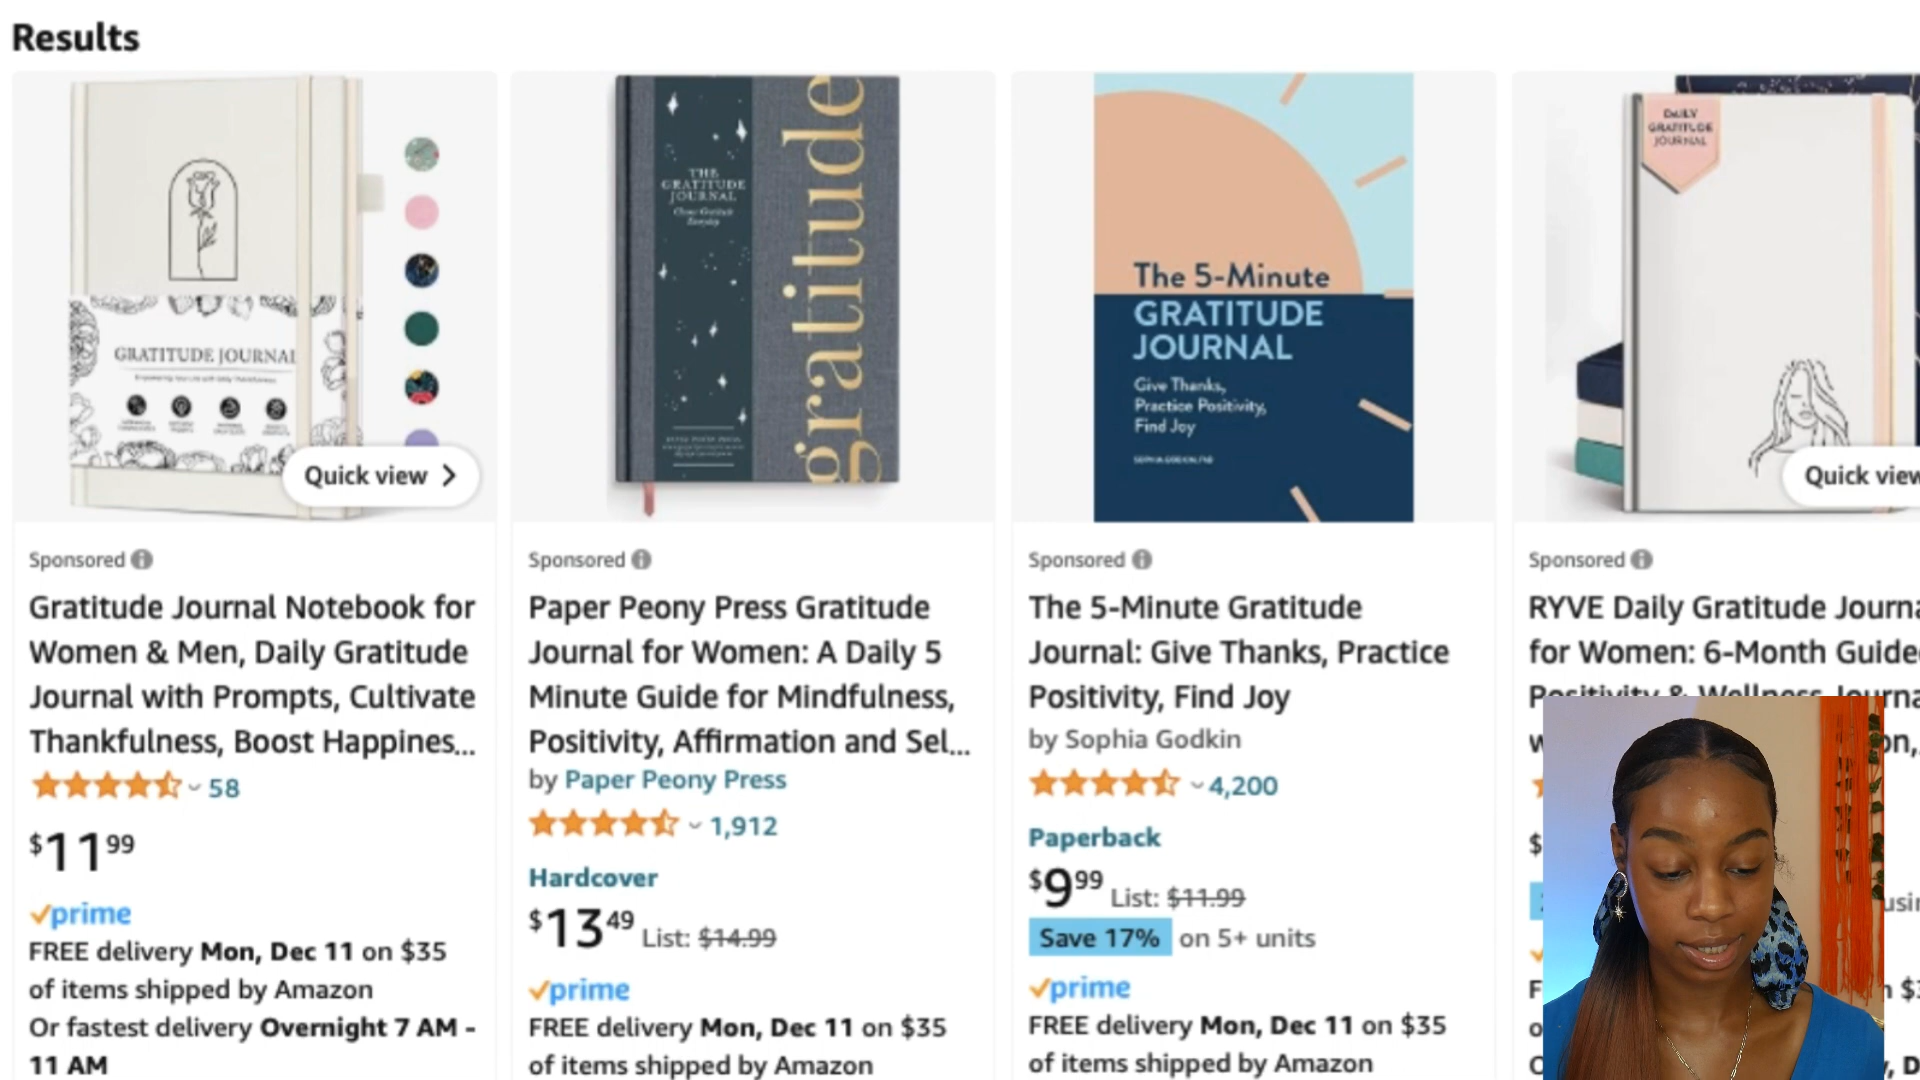 Results
GRATITUDE JOURNAL
Quick view
Sponsored
Gratitude Journal Notebook for
Women & Men, Daily Gratitude
Journal with Prompts, Cultivate
Thankfulness, Boost Happines...
58
$11.99
prime
FREE delivery Mon, Dec 11 on $35
of items shipped by Amazon
Or fastest delivery Overnight 7 AM -
11 AM
THE
GRATITUDE
JOURNAL
gratitude
Sponsored
Paper Peony Press Gratitude
Journal for Women: A Daily 5
Minute Guide for Mindfulness,
Positivity, Affirmation and Sel...
by Paper Peony Press
1,912
Hardcover
$13.49 List: $14.99
prime
FREE delivery Mon, Dec 11 on $35
of items shipped by Amazon
The 5-Minute
GRATITUDE
JOURNAL
Give Thanks,
Practice Positivity,
Find Joy
SOPHIA GODKIN, PhD
Sponsored
The 5-Minute Gratitude
Journal: Give Thanks, Practice
Positivity, Find Joy
by Sophia Godkin
4,200
Paperback
$9.99 List: $11.99
Save 17% on 5+ units
prime
FREE delivery Mon, Dec 11 on $35
of items shipped by Amazon
DAILY
GRATITUDE
JOURNAL
Quick view
Sponsored
RYVE Daily Gratitude Journa
for Women: 6-Month Guide
Positivity & Wellness Journa